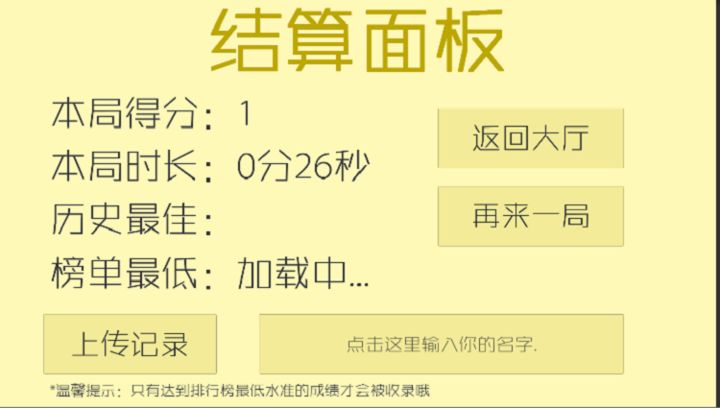 结算面板
本局得分：1
返回大厅
本局时长：0分26秒
再来一局
历史最佳：
榜单最低：加载中...
上传记录
点击这里输入你的名字.
*温馨提示：只有达到排行榜最低水准的成绩才会被收录哦